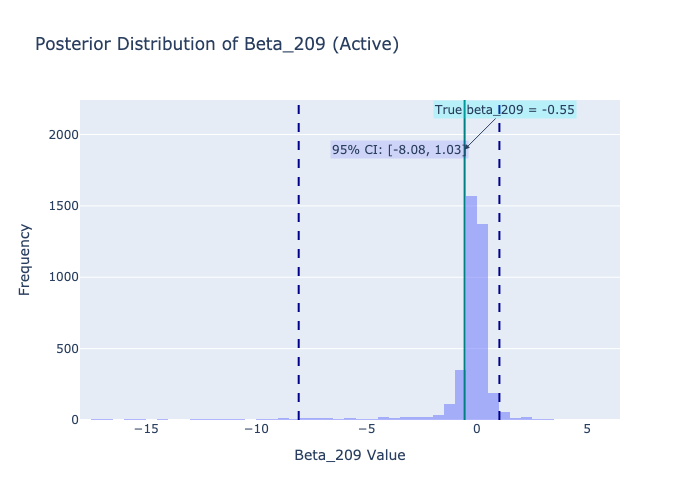 Posterior Distribution of Beta_209 (Active)
True beta_209 = -0.55
95% CI: [-8.08, 1.03]
2000
1500
1000
500
0
Frequency
−15
−10
−5
0
5
Beta_209 Value